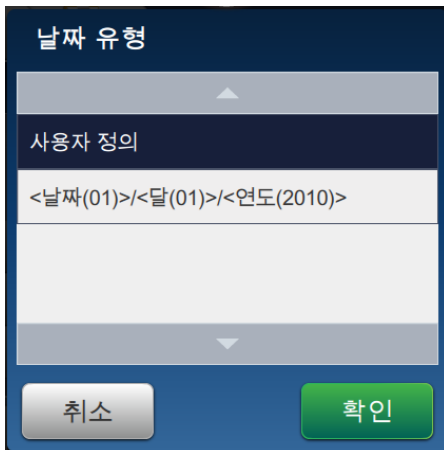 날짜 유형
사용자 정의
<날짜(01)>/<달(01)>/<연도(2010)>
취소
확인